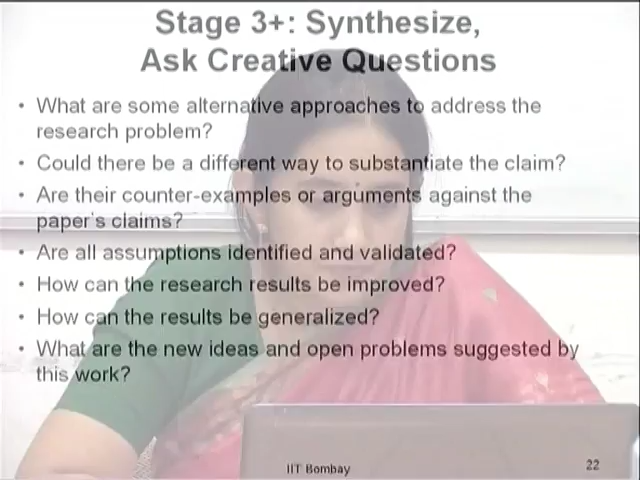 Stage 3+: Synthesize,
Ask Creative Questions
• What are some alternative approaches to address the
research problem?
• Could there be a different way to substantiate the claim?
• Are their counter-examples or arguments against the
paper's claims?
• Are all assumptions identified and validated?
• How can the research results be improved?
• How can the results be generalized?
• What are the new ideas and open problems suggested by
this work?
IIT Bombay
22